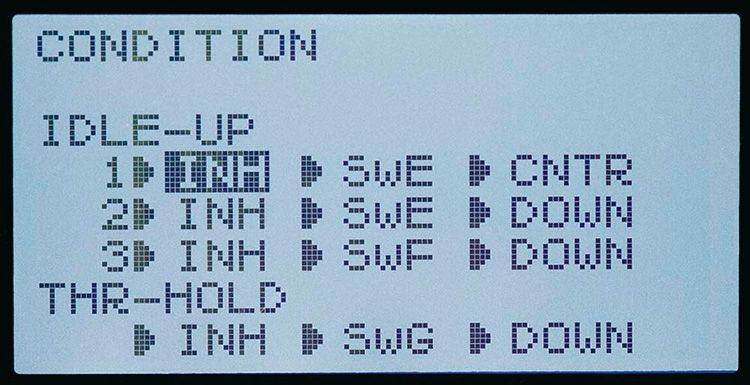 CONDITION
IDLE-UP
1▶INH ▶SwE ▶CNTR
2▶INH ▶SwE ▶DOWN
3▶INH ▶SwF ▶DOWN
THR-HOLD
▶INH ▶SwG ▶DOWN